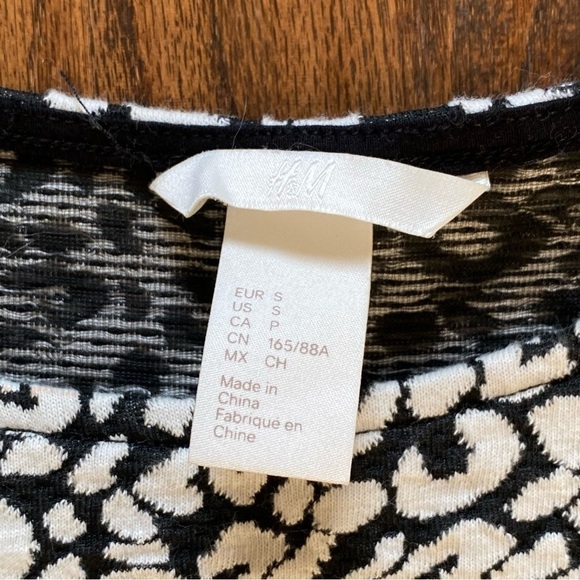 H&M
EUR S
US S
CA P
CN 165/88A
MX CH
Made in
China
Fabriqué en
Chine